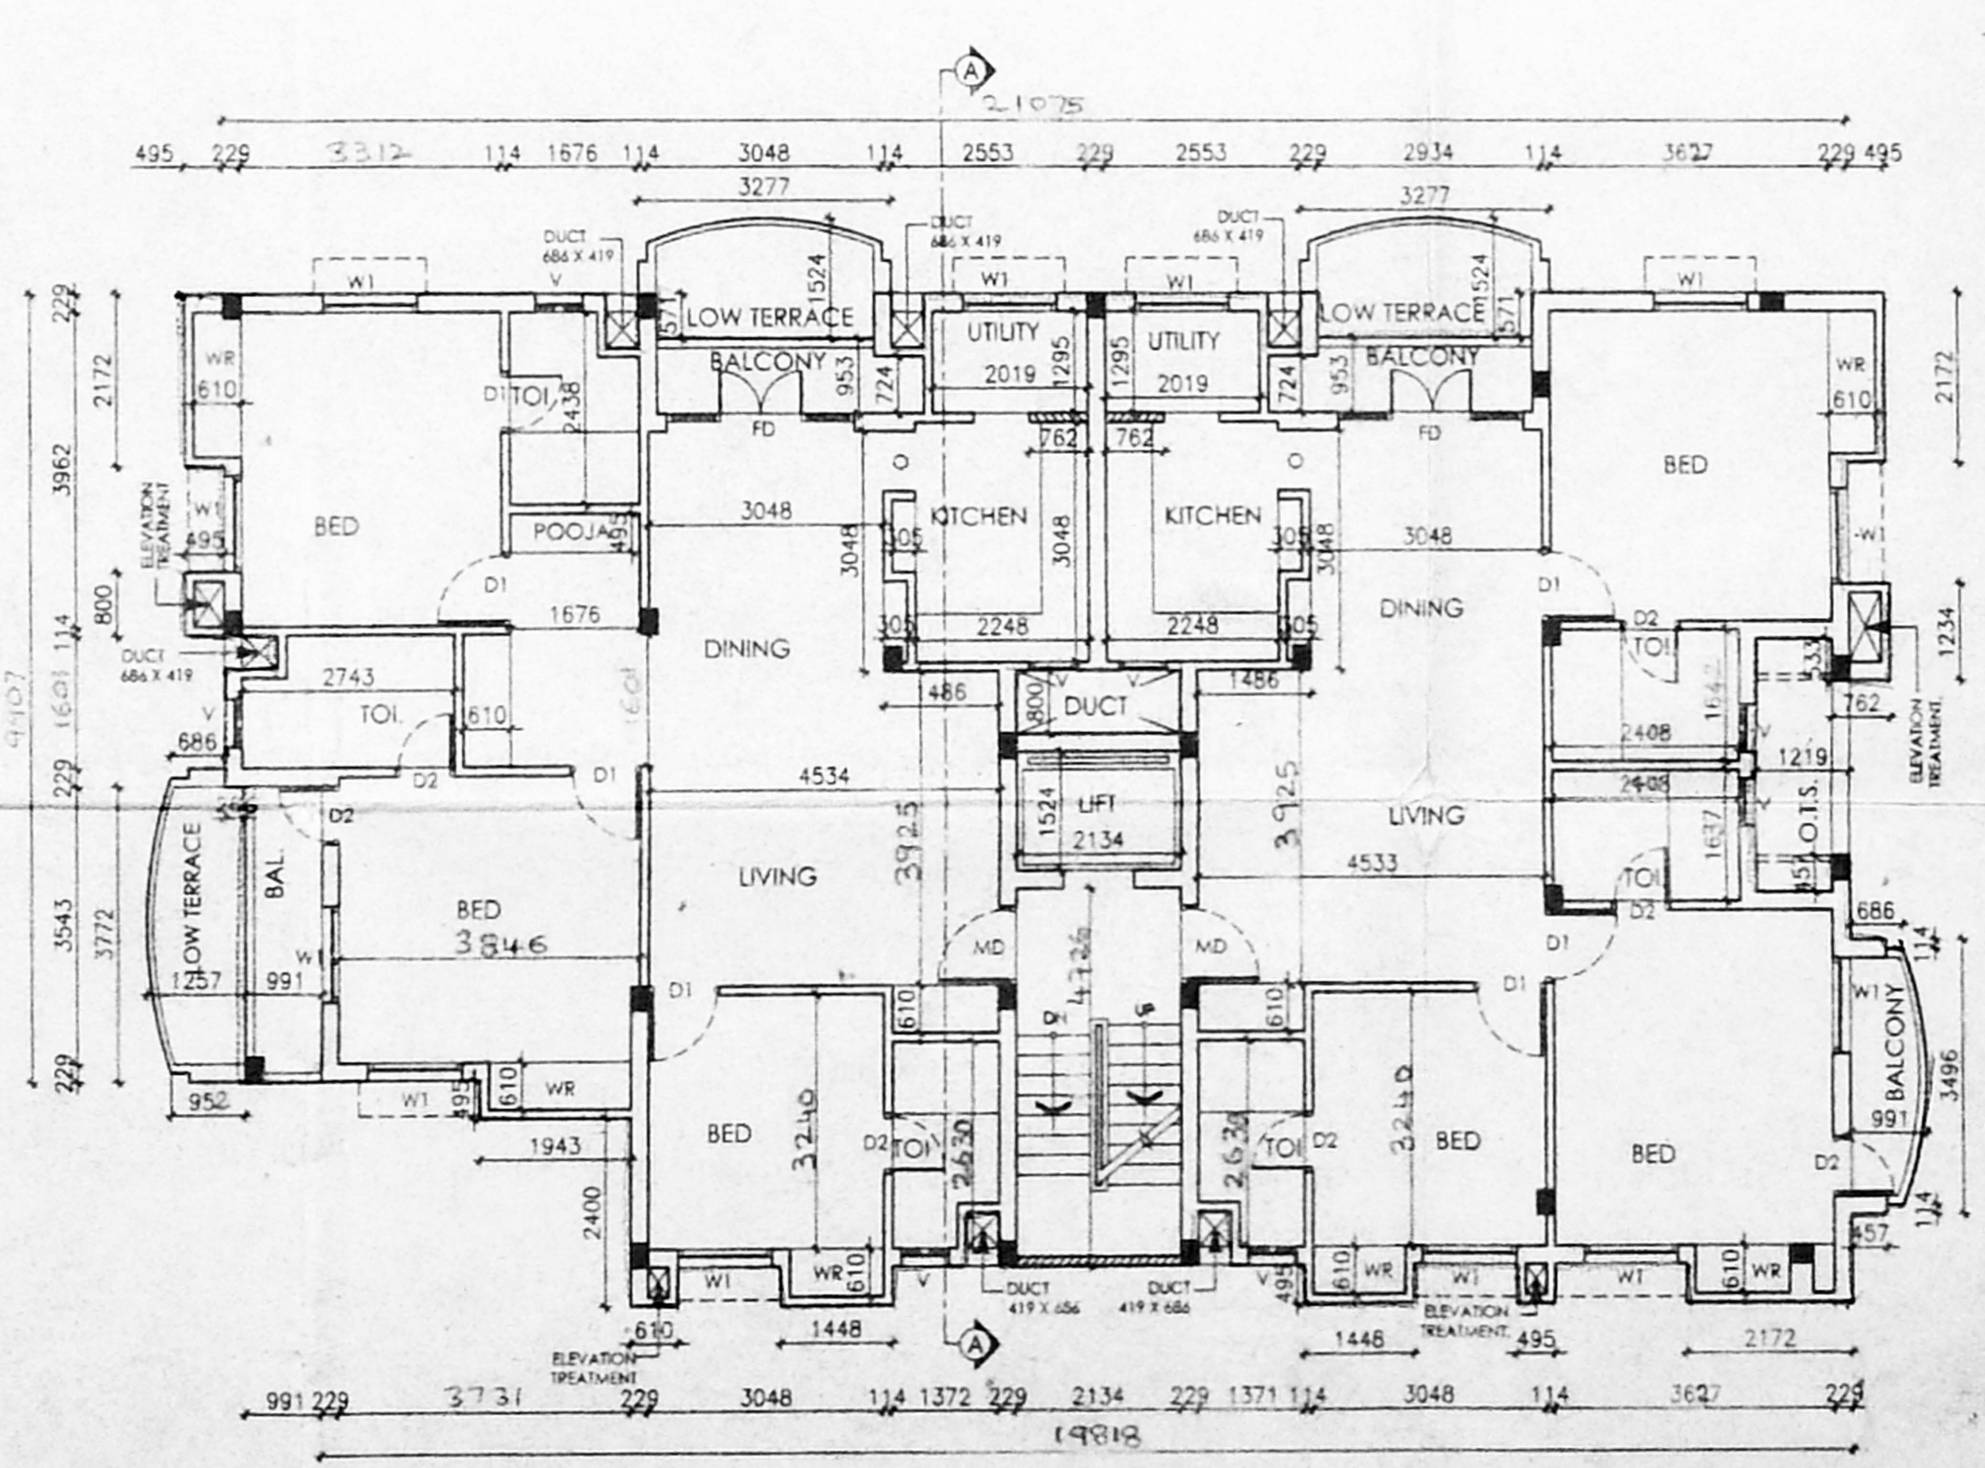 A
21075
495 229 3312 114 1676 114 3048 114 2553 229 2553 229 2934 114 3627 229 495
3277 3277
DUCT
686 X 419
DUCT
686 X 419
DUCT
686 X 419
W1 V W1 W1 W1
1524 1524
571 571
LOW TERRACE
LOW TERRACE
UTILITY
UTILITY
BALCONY
BALCONY
2019 2019
1295 1295
953 724 724 953
WR
610
WR
610
229
2172
3962
2172
D1 TOI.
2438
FD FD
762 762
O O
BED
BED
KITCHEN
KITCHEN
ELEVATION
TREATMENT
W1
495
POOJA
495
3048 3048
3048 3048 3048
305 305
W1
D1
D1
800
114
1676
305 2248 2248 305
DINING
DINING
D2
TOI.
1234
DUCT
686 X 419
2743
TOI.
610
1601
1601
9407
V
686
486 1486
800
V V
DUCT
333
1642
2408
762
1219
V
ELEVATION
TREATMENT.
229
D2
D1
4534
3925
LIFT
1524
2134
3925
LIVING
LIVING
4533
2408
1637
V
O.T.S.
457
TOI.
D2
D2
LOW TERRACE
BAL.
BED
3846
W1
1257 991
3543
3772
MD MD
4726
D1
686
114
D1 D1
610 610
W1
BALCONY
3496
991
229
952
W1
495
610
WR
1943
2400
BED
3240
D2
TOI.
2630
2630
TOI.
D2
3240
BED
BED
D2
114
457
W1
WR
610
V
DUCT
419 X 686
DUCT
419 X 686
V
495
610
WR
W1
W1
610
WR
610
1448
A
ELEVATION
TREATMENT
1448
ELEVATION
TREATMENT.
495
2172
991 229 3731 229 3048 114 1372 229 2134 229 1371 114 3048 114 3627 229
19818